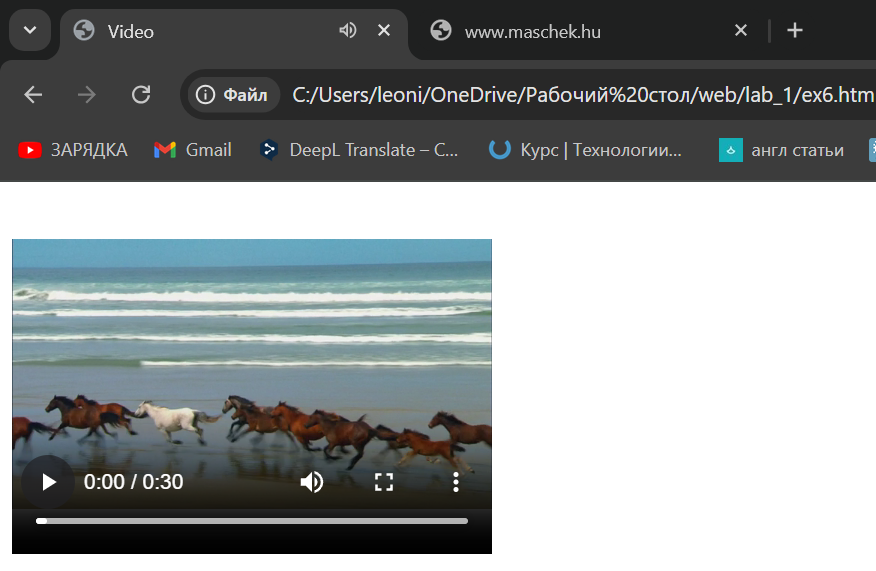 Video
www.maschek.hu
Файл C:/Users/leoni/OneDrive/Рабочий%20стол/web/lab_1/ex6.htm
ЗАРЯДКА Gmail DeepL Translate – С... Курс | Технологии... англ статьи
0:00 / 0:30